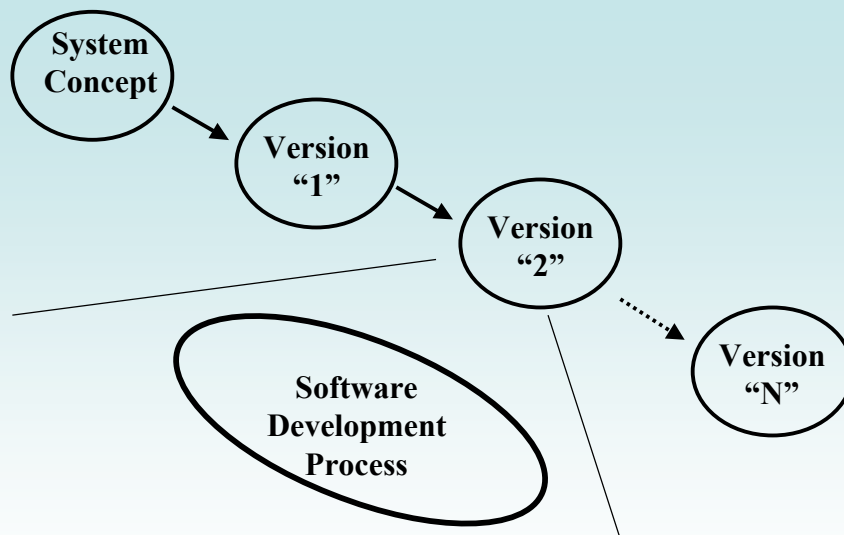 System
Concept
Version
“1”
Version
“2”
Version
“N”
Software
Development
Process